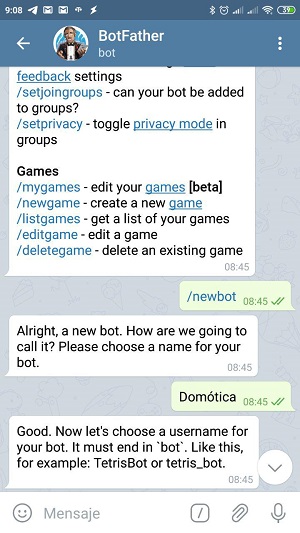 9:08
39
BotFather
bot
feedback settings
/setjoingroups - can your bot be added
to groups?
/setprivacy - toggle privacy mode in
groups
Games
/mygames - edit your games [beta]
/newgame - create a new game
/listgames - get a list of your games
/editgame - edit a game
/deletegame - delete an existing game
08:45
/newbot 08:45
Alright, a new bot. How are we going to
call it? Please choose a name for your
bot.
08:45
Domótica 08:45
Good. Now let's choose a username for
your bot. It must end in `bot`. Like this,
for example: TetrisBot or tetris_bot.
08:45
Mensaje